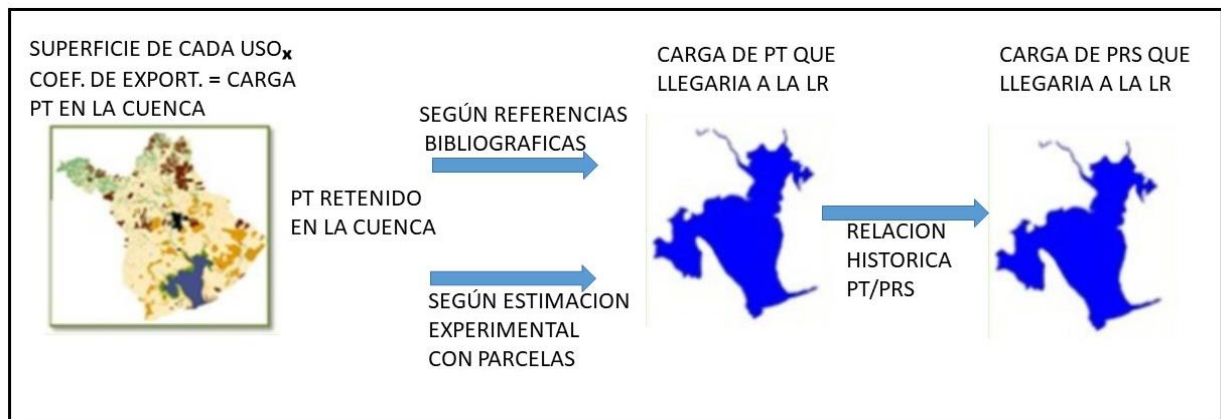 SUPERFICIE DE CADA USOx
COEF. DE EXPORT. = CARGA
PT EN LA CUENCA
PT RETENIDO
EN LA CUENCA
SEGÚN REFERENCIAS
BIBLIOGRAFICAS
SEGÚN ESTIMACION
EXPERIMENTAL
CON PARCELAS
CARGA DE PT QUE
LLEGARIA A LA LR
RELACION
HISTORICA
PT/PRS
CARGA DE PRS QUE
LLEGARIA A LA LR